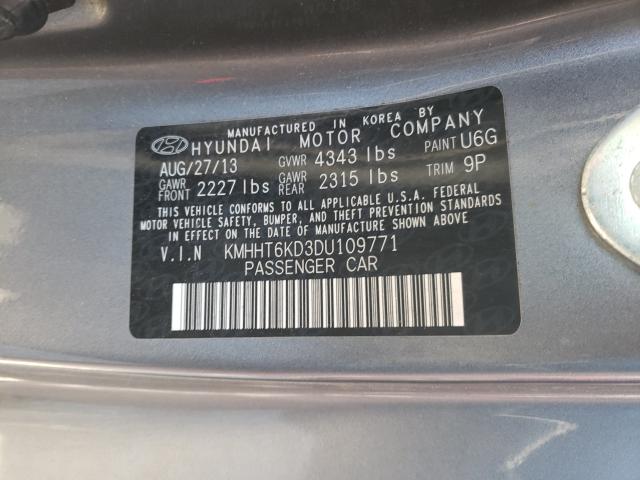 MANUFACTURED IN KOREA BY
HYUNDAI MOTOR COMPANY
AUG/27/13 GVWR 4343 lbs PAINT U6G
GAWR FRONT 2227 lbs GAWR REAR 2315 lbs TRIM 9P
THIS VEHICLE CONFORMS TO ALL APPLICABLE U.S.A. FEDERAL
MOTOR VEHICLE SAFETY, BUMPER, AND THEFT PREVENTION STANDARDS
IN EFFECT ON THE DATE OF MANUFACTURE SHOWN ABOVE.
V.I.N KMHHT6KD3DU109771
PASSENGER CAR